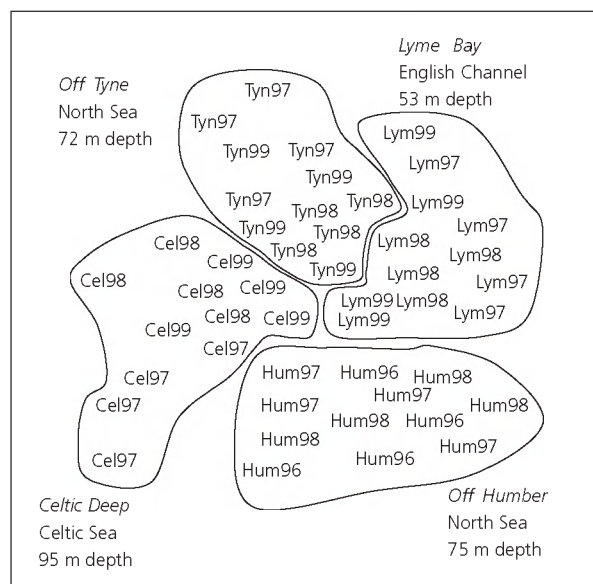 Off Tyne
North Sea
72 m depth
Lyme Bay
English Channel
53 m depth
Tyn97
Tyn97
Tyn99
Tyn97
Tyn99
Tyn97
Tyn98
Tyn98
Tyn99
Tyn98
Tyn98
Tyn99
Lym99
Lym97
Lym99
Lym97
Lym98
Lym98
Lym98
Lym97
Lym99
Lym98
Lym97
Lym99
Cel98
Cel99
Cel98
Cel98
Cel99
Cel98
Cel99
Cel99
Cel97
Cel97
Cel97
Cel97
Hum97
Hum96
Hum98
Hum97
Hum97
Hum98
Hum98
Hum96
Hum98
Hum97
Hum96
Hum96
Celtic Deep
Celtic Sea
95 m depth
Off Humber
North Sea
75 m depth